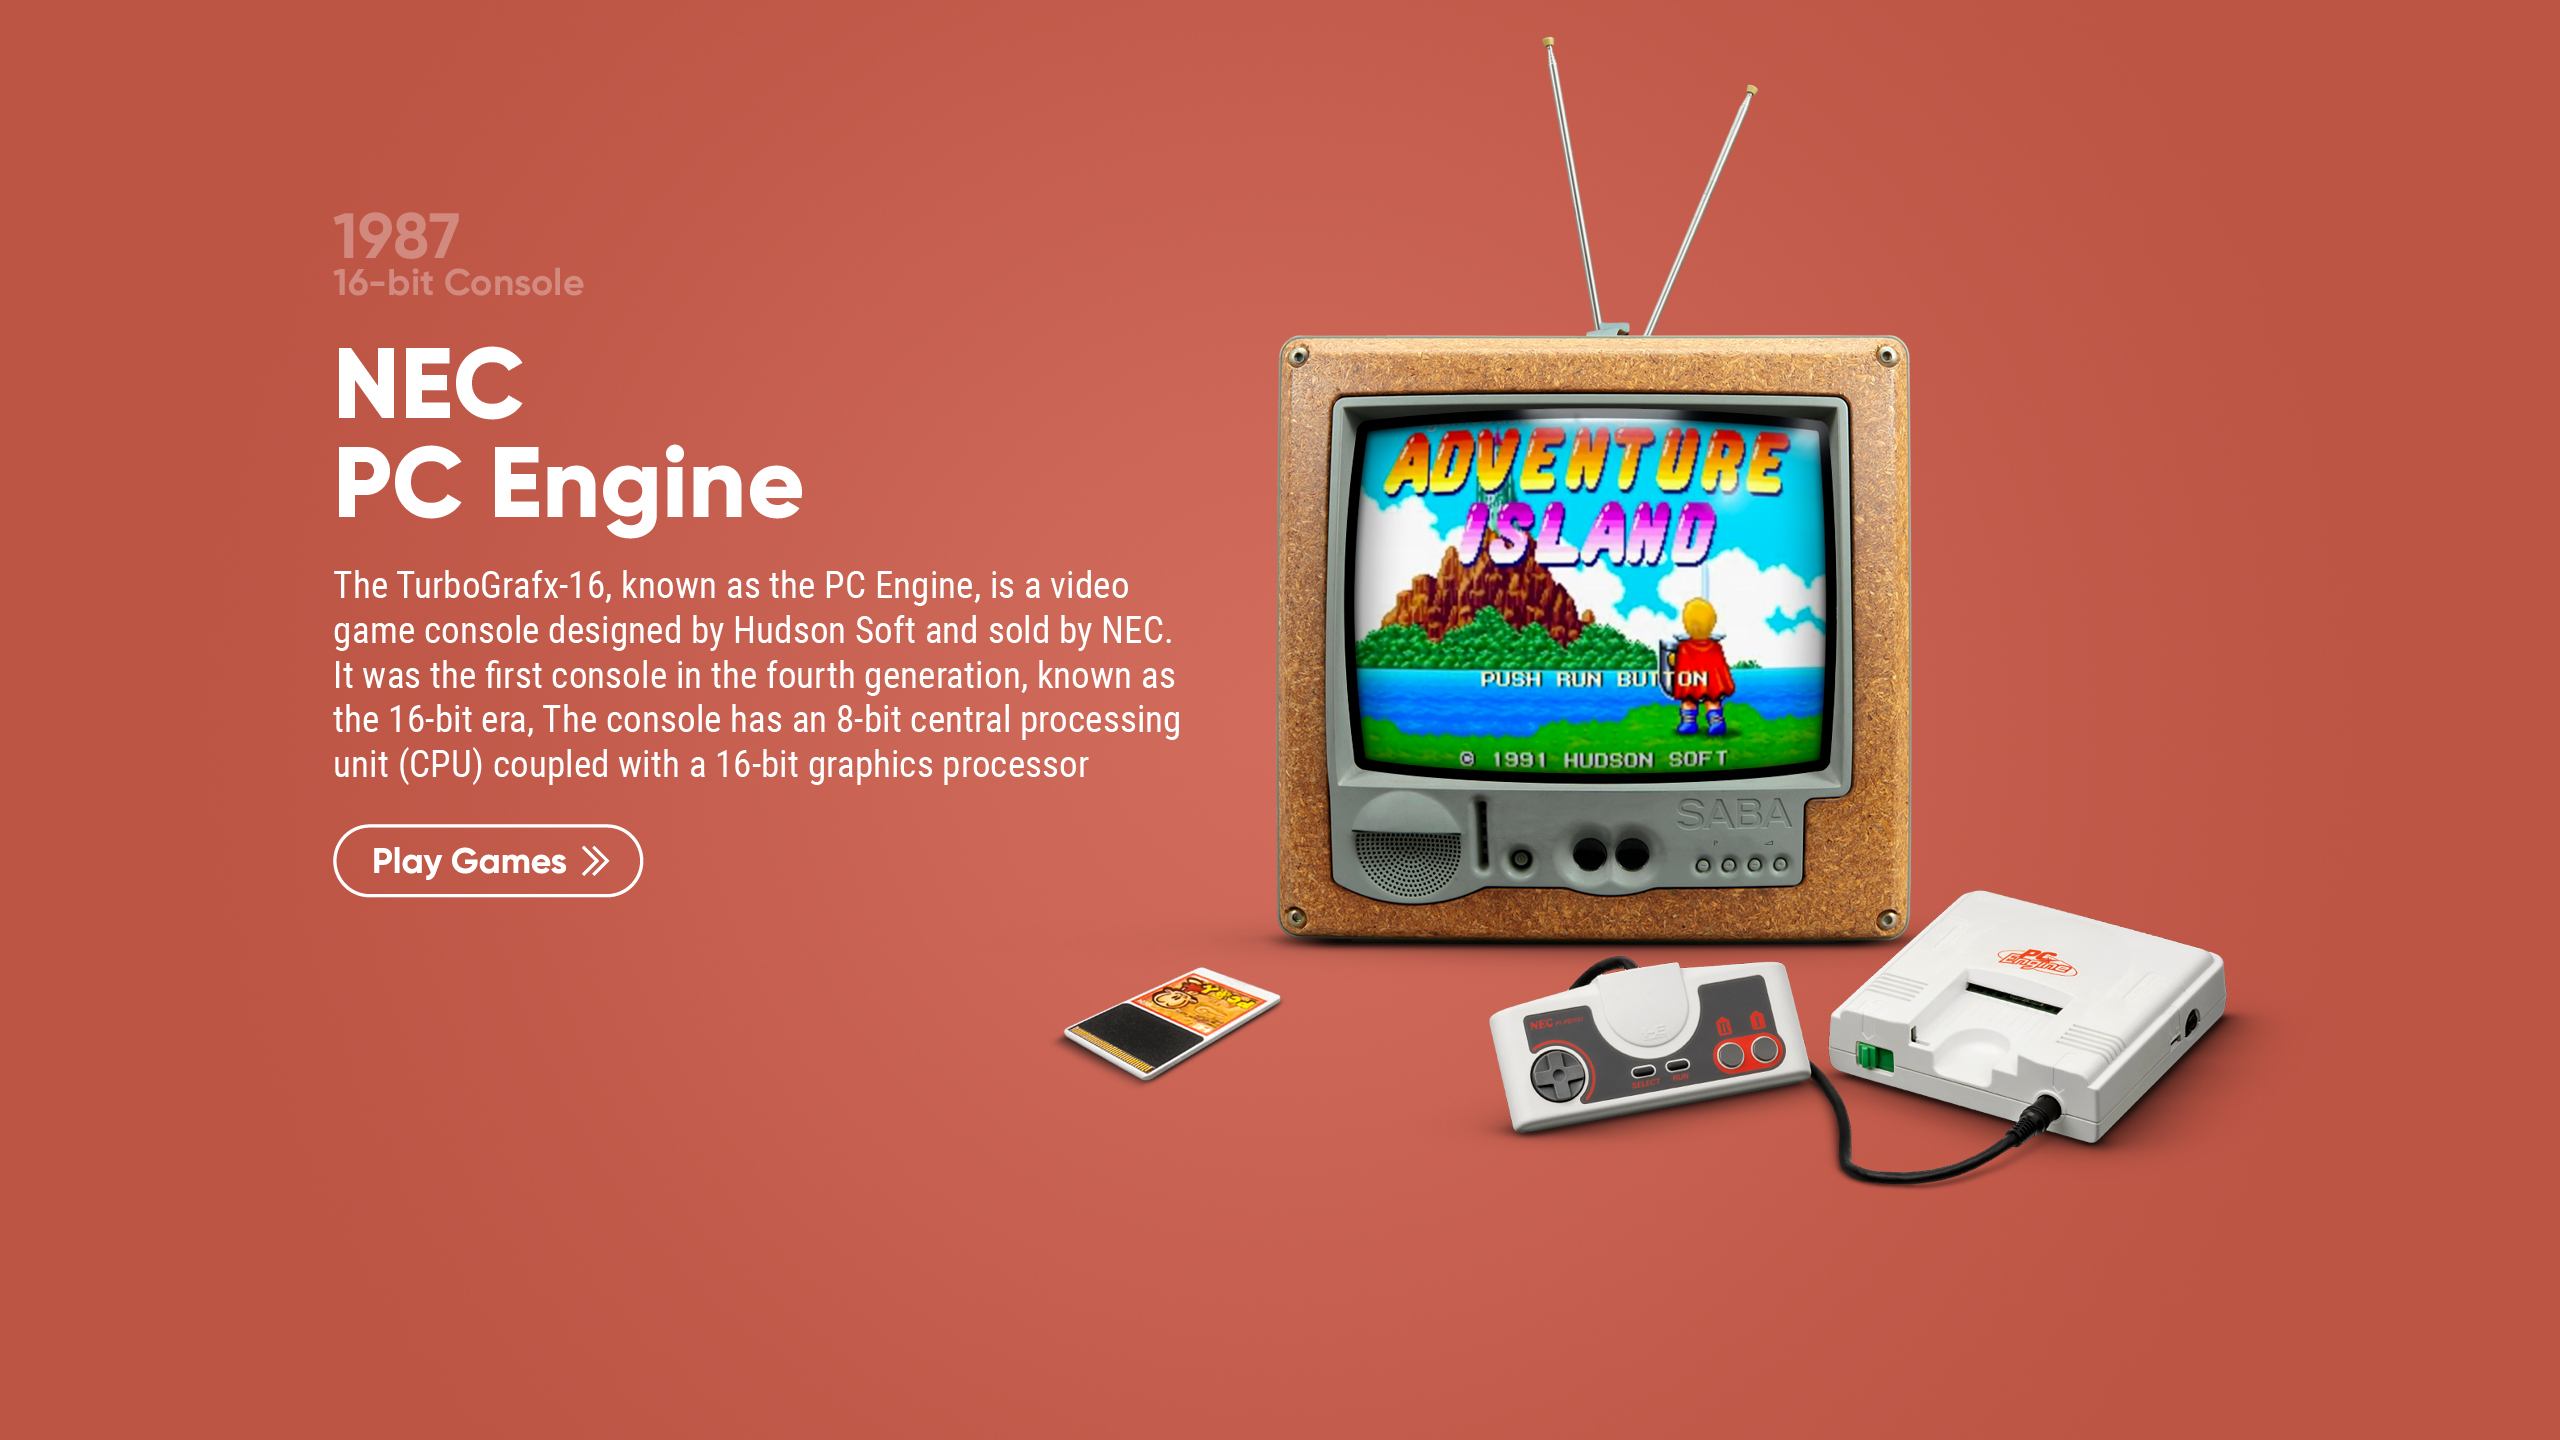 1987
16-bit Console
NEC
PC Engine
The TurboGrafx-16, known as the PC Engine, is a video
game console designed by Hudson Soft and sold by NEC.
It was the first console in the fourth generation, known as
the 16-bit era, The console has an 8-bit central processing
unit (CPU) coupled with a 16-bit graphics processor
Play Games
ADVENTURE
ISLAND
PUSH RUN BUTTON
© 1991 HUDSON SOFT
SABA
P
PC
Engine
NEC
II I
SELECT RUN